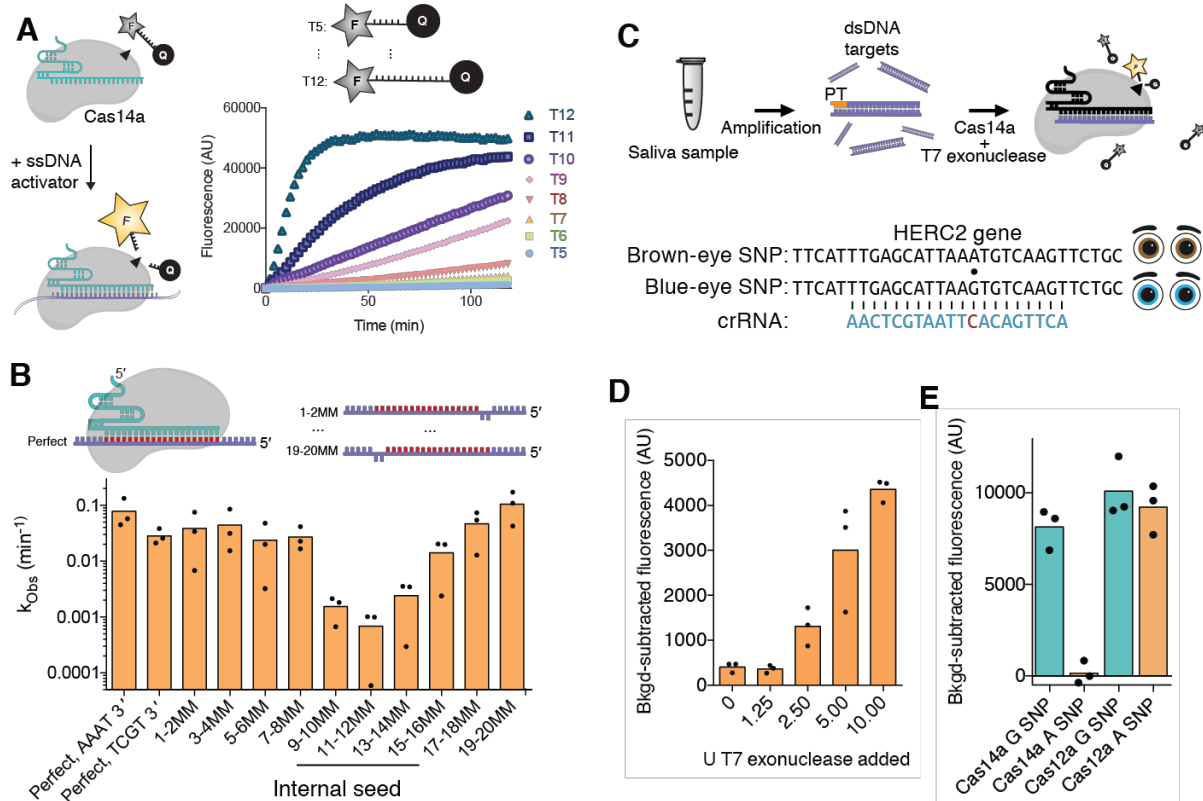 A
F
Q
Cas14a
+ ssDNA
activator
F
Q
T5:
F
Q
⋮
⋮
T12:
F
Q
Fluorescence (AU)
60000
40000
20000
0
0
50
100
Time (min)
T12
T11
T10
T9
T8
T7
T6
T5
C
Saliva sample
Amplification
dsDNA
targets
PT
Cas14a
+
T7 exonuclease
F
HERC2 gene
Brown-eye SNP: TTCATTTGAGCATTAAATGTCAAGTTCTGC
Blue-eye SNP: TTCATTTGAGCATTAAGTGTCAAGTTCTGC
crRNA: AACTCGTAATTCACAGTTCA
B
5′
Perfect
5′
1-2MM
5′
...
...
19-20MM
5′
kObs (min-1)
0.1
0.01
0.001
0.0001
Perfect, AAAT 3′
Perfect, TCGT 3′
1-2MM
3-4MM
5-6MM
7-8MM
9-10MM
11-12MM
13-14MM
15-16MM
17-18MM
19-20MM
Internal seed
D
Bkgd-subtracted fluorescence (AU)
5000
4000
3000
2000
1000
0
0
1.25
2.50
5.00
10.00
U T7 exonuclease added
E
Bkgd-subtracted fluorescence (AU)
10000
5000
0
Cas14a G SNP
Cas14a A SNP
Cas12a G SNP
Cas12a A SNP